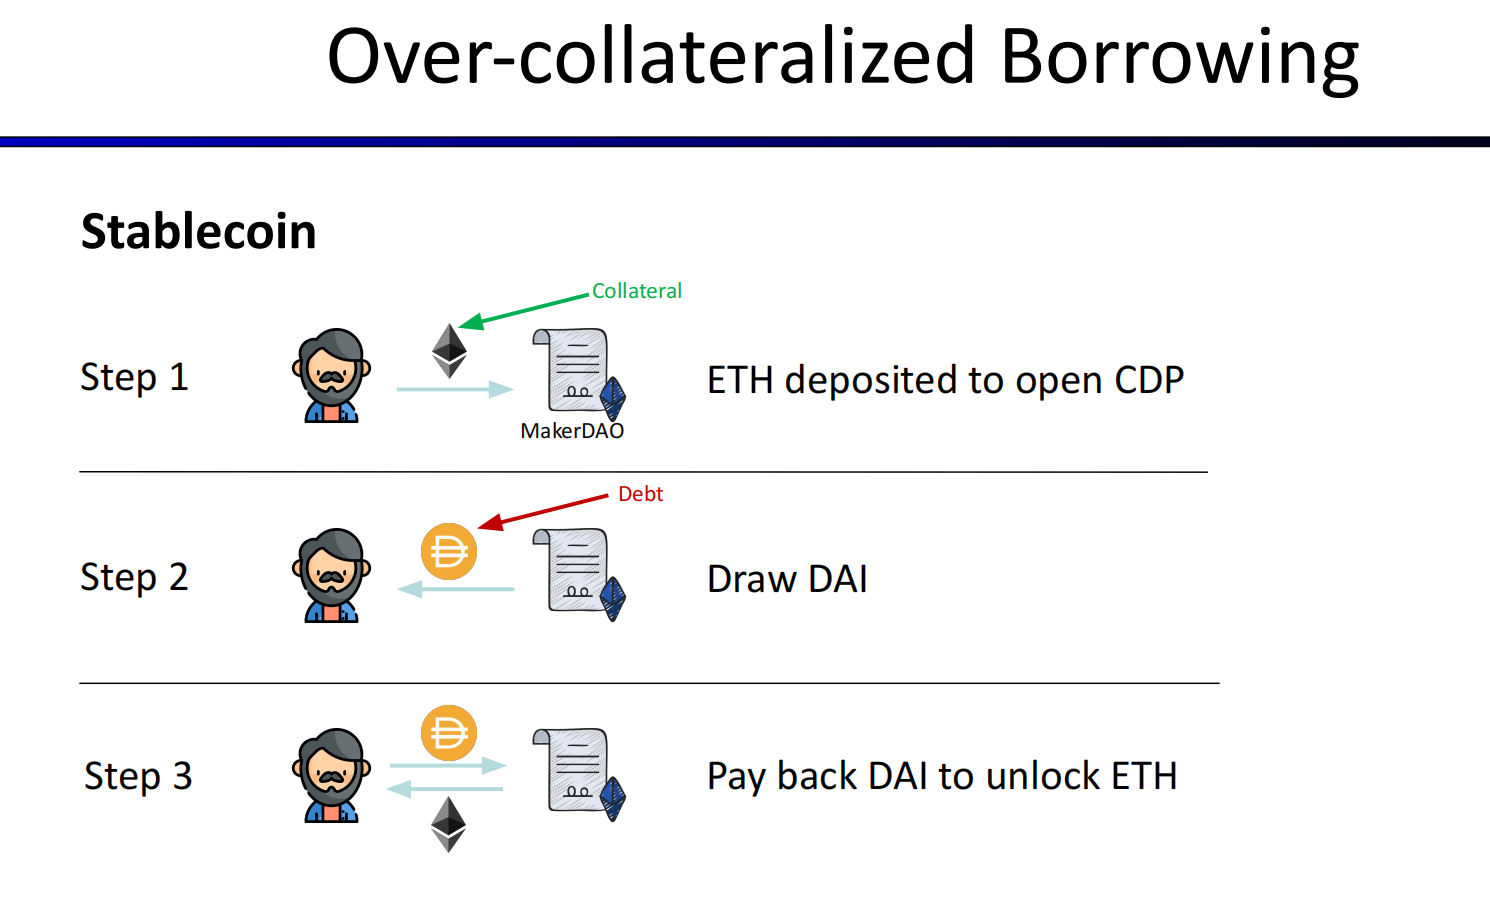 Over-collateralized Borrowing
Stablecoin
Collateral
Step 1
ETH deposited to open CDP
MakerDAO
Debt
Step 2
Draw DAI
Step 3
Pay back DAI to unlock ETH